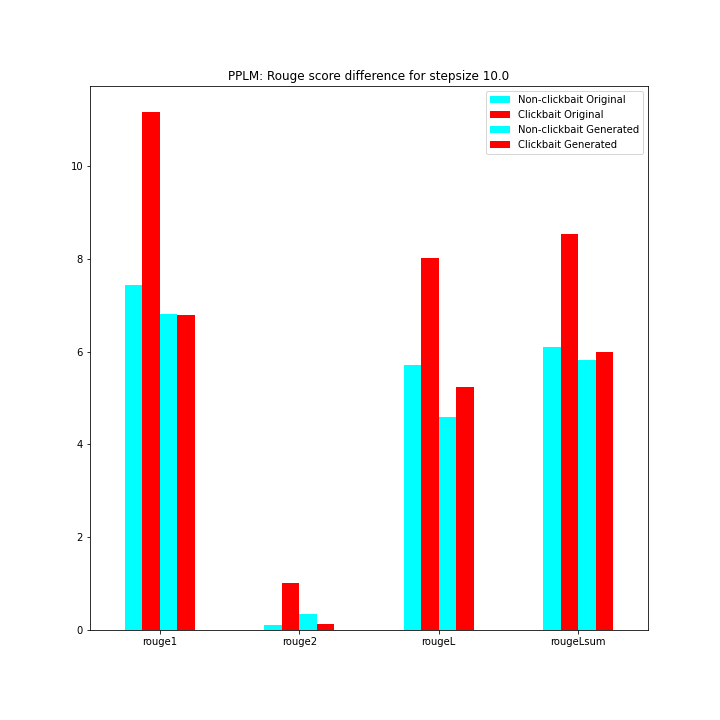 PPLM: Rouge score difference for stepsize 10.0
Non-clickbait Original
Clickbait Original
Non-clickbait Generated
Clickbait Generated
10
8
6
4
2
0
rouge1 rouge2 rougeL rougeLsum